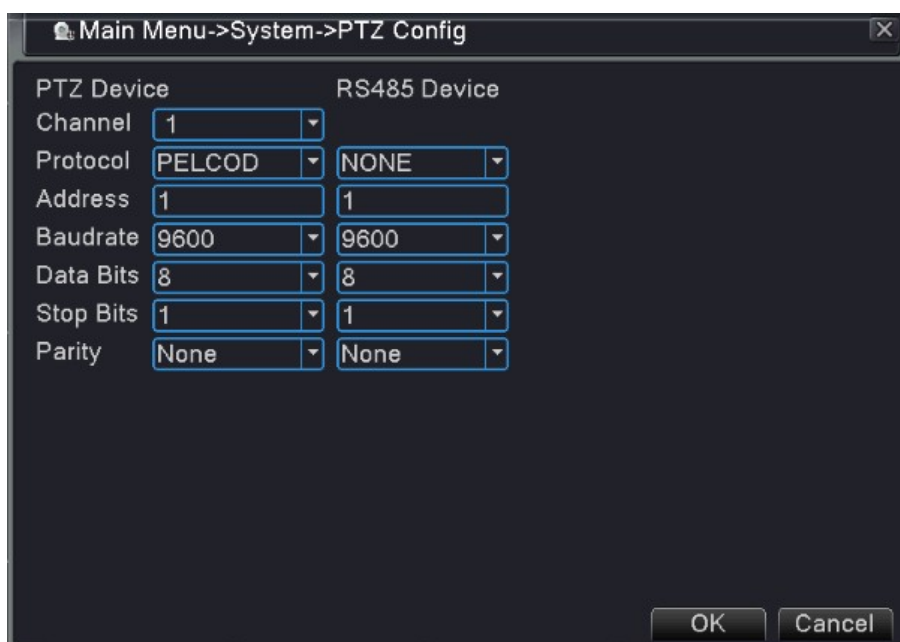 Main Menu->System->PTZ Config
PTZ Device RS485 Device
Channel 1
Protocol PELCOD NONE
Address 1 1
Baudrate 9600 9600
Data Bits 8 8
Stop Bits 1 1
Parity None None
OK Cancel